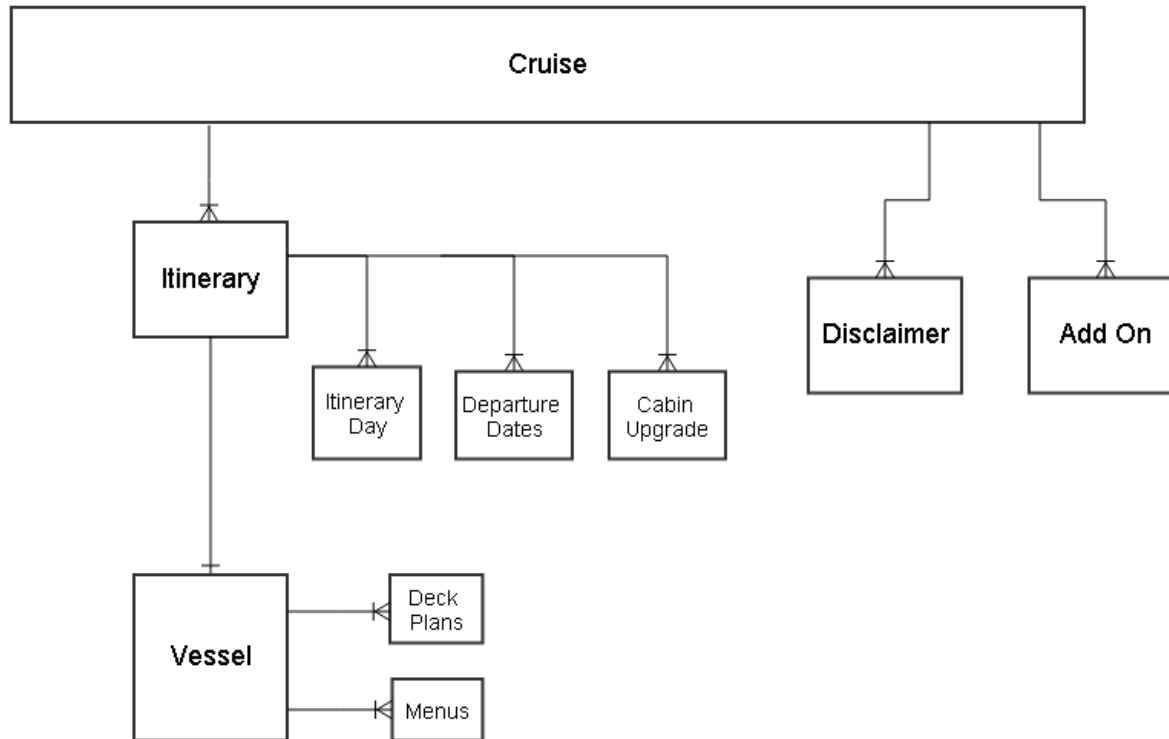 Cruise
Itinerary
Disclaimer
Add On
Itinerary
Day
Departure
Dates
Cabin
Upgrade
Vessel
Deck
Plans
Menus